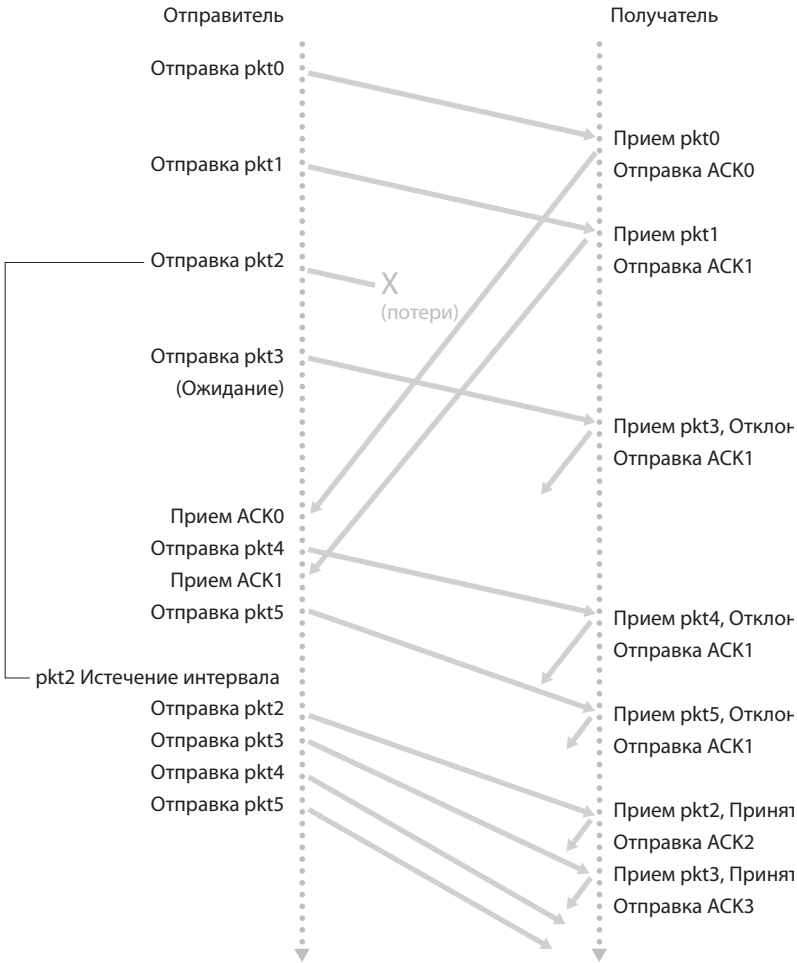 Отправитель
Получатель
Отправка pkt0
Прием pkt0
Отправка ACK0
Отправка pkt1
Прием pkt1
Отправка ACK1
Отправка pkt2
X
(потери)
Отправка pkt3
(Ожидание)
Прием pkt3, Отклон
Отправка ACK1
Прием ACK0
Отправка pkt4
Прием ACK1
Отправка pkt5
Прием pkt4, Отклон
Отправка ACK1
pkt2 Истечение интервала
Отправка pkt2
Отправка pkt3
Отправка pkt4
Отправка pkt5
Прием pkt5, Отклон
Отправка ACK1
Прием pkt2, Принят
Отправка ACK2
Прием pkt3, Принят
Отправка ACK3